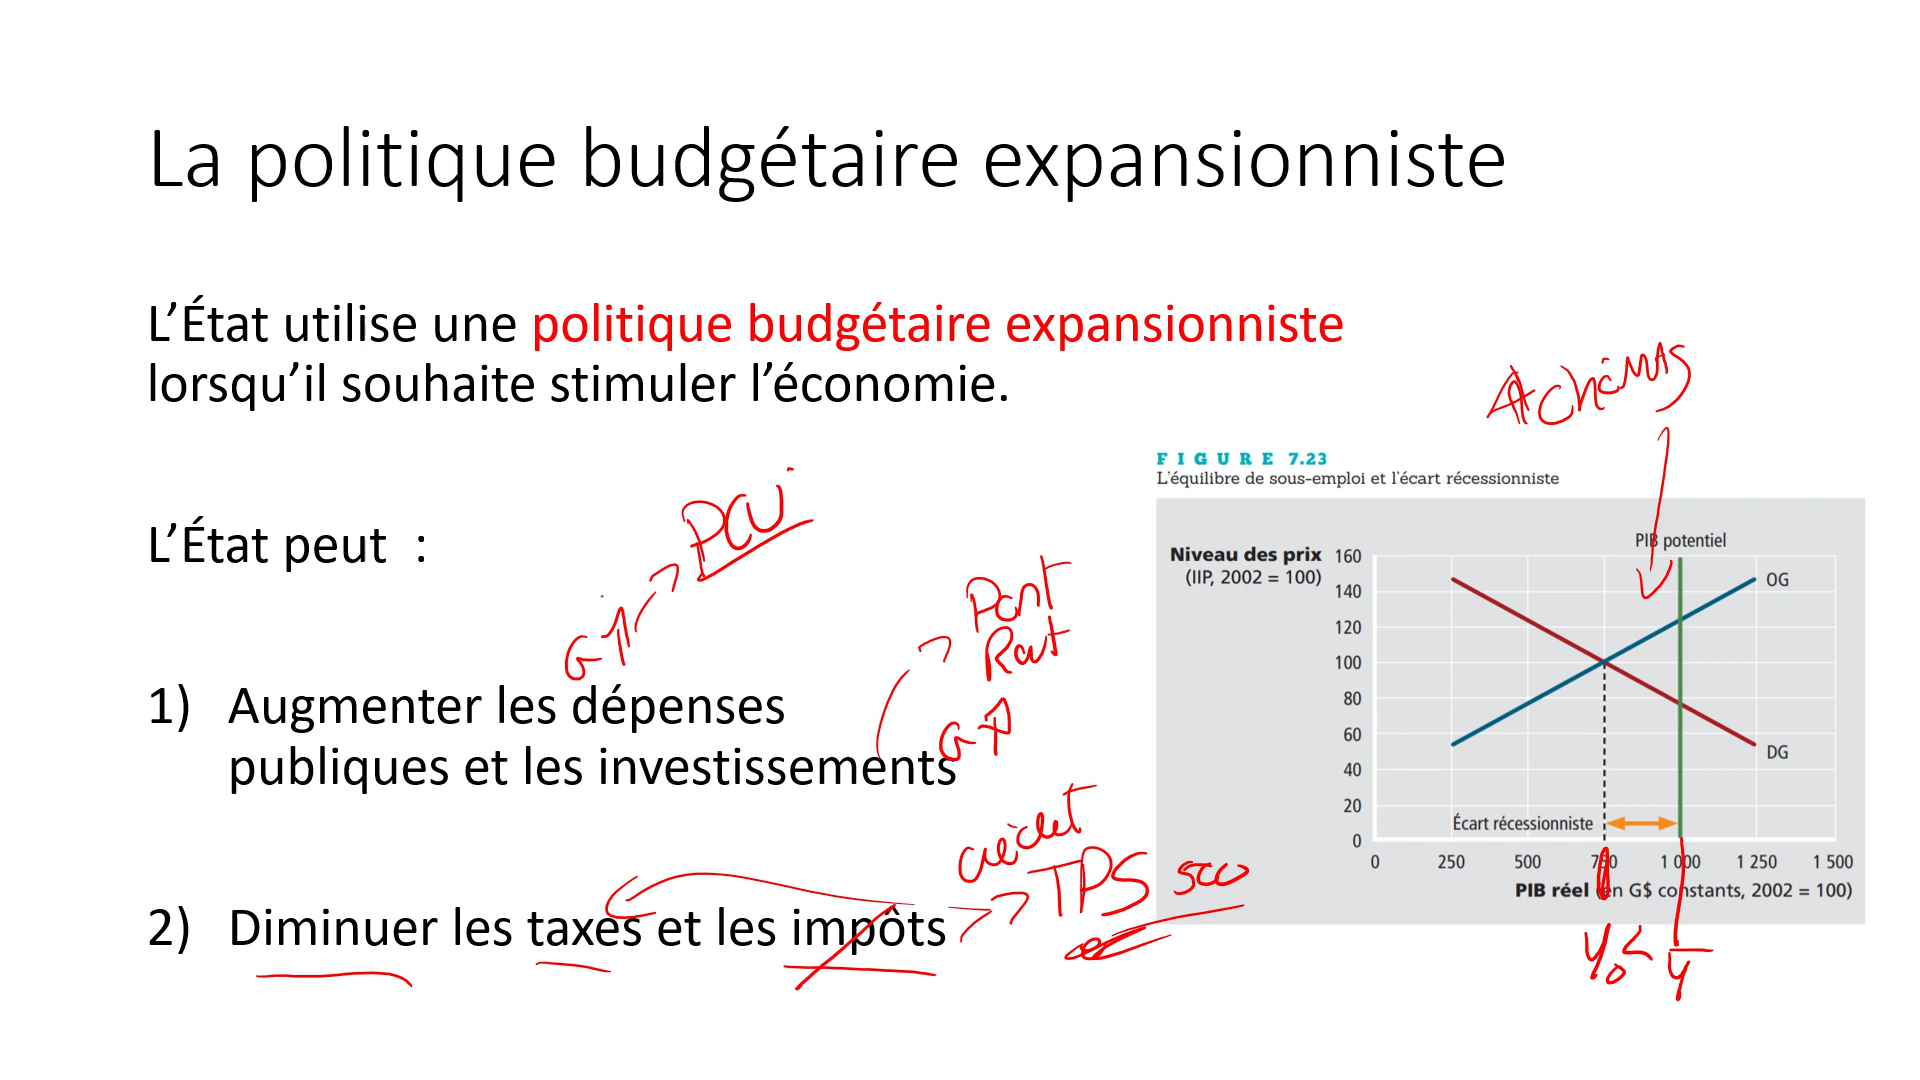 La politique budgétaire expansionniste
L’État utilise une politique budgétaire expansionniste
lorsqu’il souhaite stimuler l’économie.
L’État peut :
1) Augmenter les dépenses
publiques et les investissements
2) Diminuer les taxes et les impôts
G↑
PCU
Pont
Rout
G↑
crédit
TPS 500
chômas
FIGURE 7.23
L’équilibre de sous-emploi et l’écart récessionniste
Niveau des prix
(IIP, 2002 = 100)
PIB potentiel
160
140
120
100
80
60
40
20
0
OG
DG
Écart récessionniste
0 250 500 750 1 000 1 250 1 500
PIB réel (en G$ constants, 2002 = 100)
Y₀ < Y̅